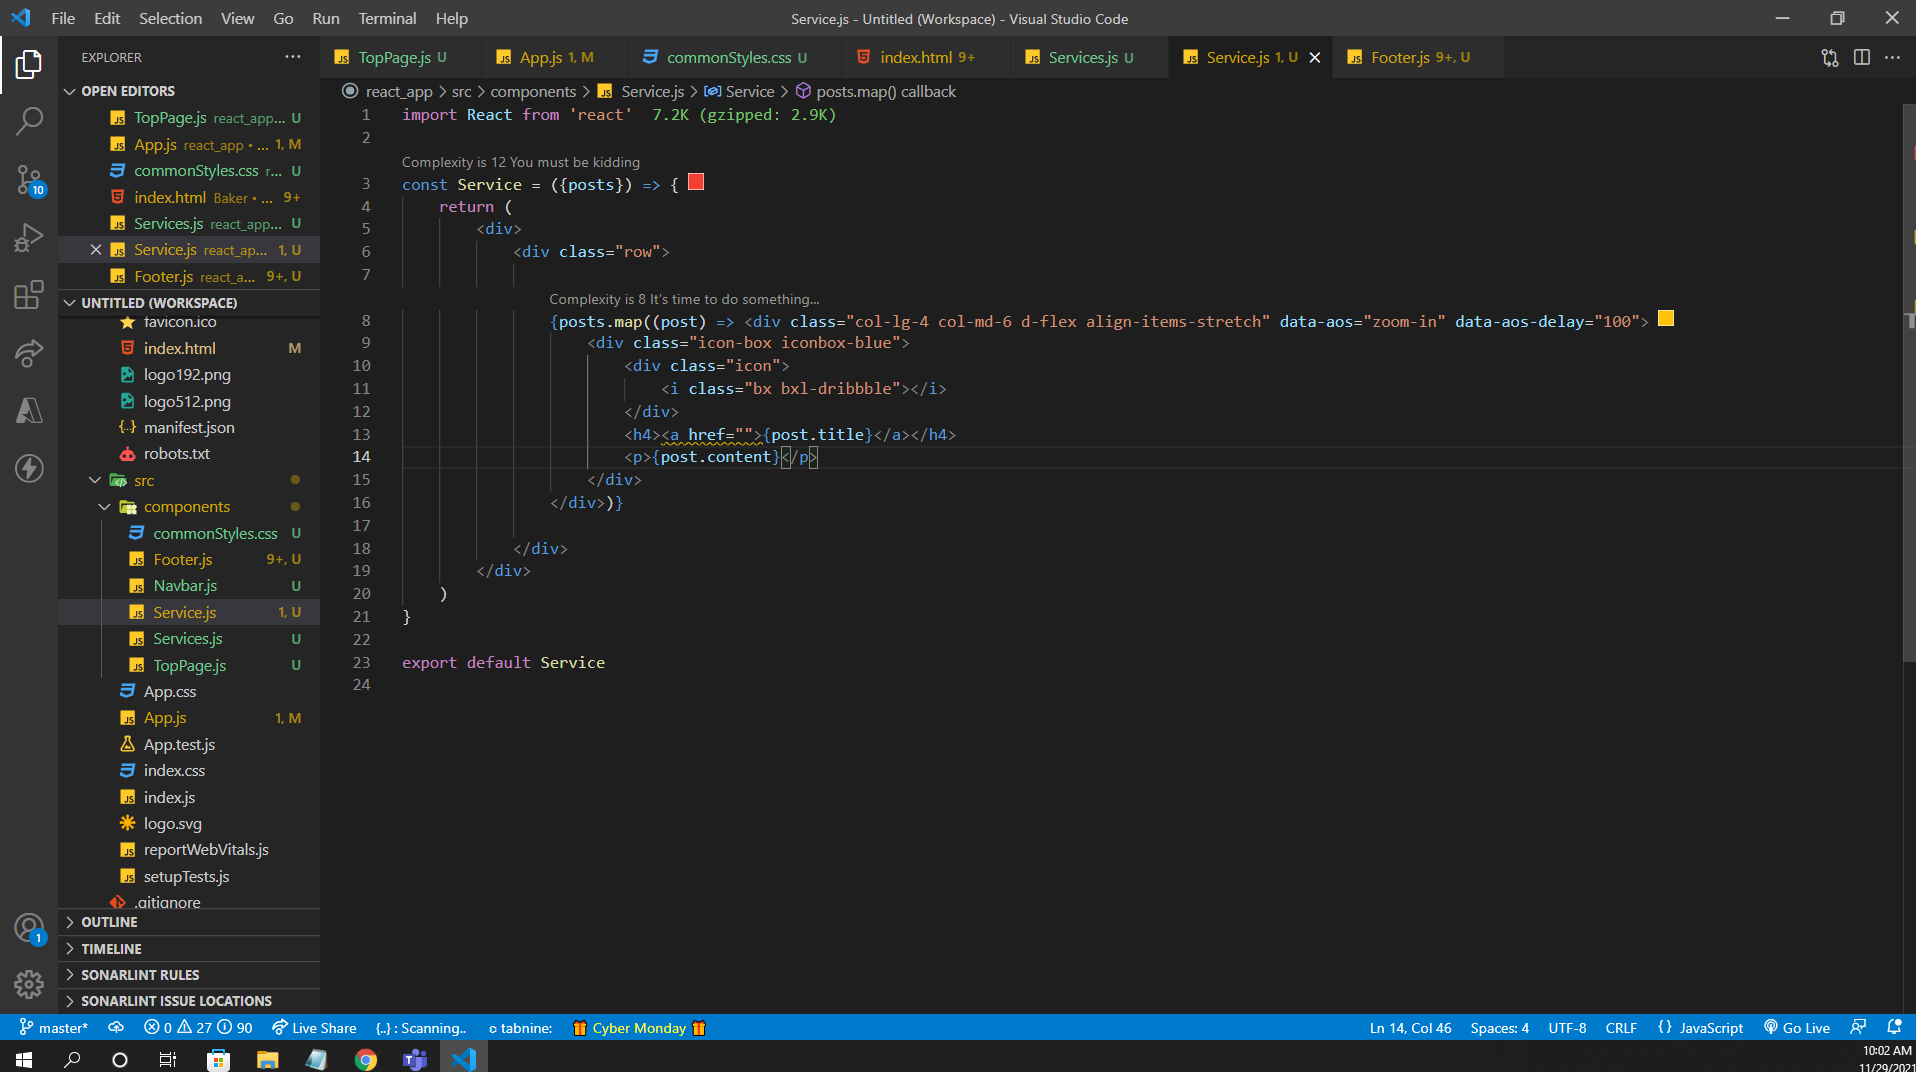 File Edit Selection View Go Run Terminal Help
Service.js - Untitled (Workspace) - Visual Studio Code
EXPLORER
TopPage.js U
App.js 1, M
commonStyles.css U
index.html 9+
Services.js U
Service.js 1, U
Footer.js 9+, U
OPEN EDITORS
TopPage.js react_app... U
App.js react_app • ... 1, M
commonStyles.css r... U
index.html Baker • ... 9+
Services.js react_app... U
Service.js react_ap... 1, U
Footer.js react_a... 9+, U
UNTITLED (WORKSPACE)
favicon.ico
index.html M
logo192.png
logo512.png
manifest.json
robots.txt
src
components
commonStyles.css U
Footer.js 9+, U
Navbar.js U
Service.js 1, U
Services.js U
TopPage.js U
App.css
App.js 1, M
App.test.js
index.css
index.js
logo.svg
reportWebVitals.js
setupTests.js
.gitignore
OUTLINE
TIMELINE
SONARLINT RULES
SONARLINT ISSUE LOCATIONS
10
1
react_app > src > components > Service.js > Service > posts.map() callback
1 import React from 'react' 7.2K (gzipped: 2.9K)
2
Complexity is 12 You must be kidding
3 const Service = ({posts}) => {
4 return (
5 <div>
6 <div class="row">
7
Complexity is 8 It's time to do something...
8 {posts.map((post) => <div class="col-lg-4 col-md-6 d-flex align-items-stretch" data-aos="zoom-in" data-aos-delay="100">
9 <div class="icon-box iconbox-blue">
10 <div class="icon">
11 <i class="bx bxl-dribbble"></i>
12 </div>
13 <h4><a href="">{post.title}</a></h4>
14 <p>{post.content}</p>
15 </div>
16 </div>)}
17
18 </div>
19 </div>
20 )
21 }
22
23 export default Service
24
master* 0 27 90 Live Share {..} : Scanning.. tabnine: Cyber Monday
Ln 14, Col 46 Spaces: 4 UTF-8 CRLF { } JavaScript Go Live
10:02 AM
11/29/2021